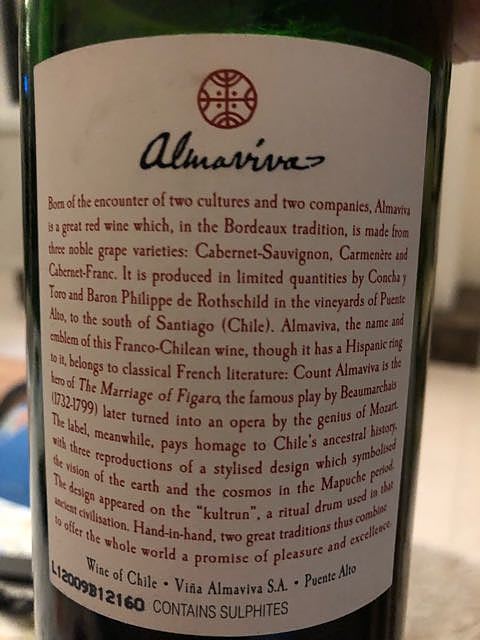 Almaviva
Born of the encounter of two cultures and two companies, Almaviva
is a great red wine which, in the Bordeaux tradition, is made from
three noble grape varieties: Cabernet-Sauvignon, Carmenère and
Cabernet-Franc. It is produced in limited quantities by Concha y
Toro and Baron Philippe de Rothschild in the vineyards of Puente
Alto, to the south of Santiago (Chile). Almaviva, the name and
emblem of this Franco-Chilean wine, though it has a Hispanic ring
to it, belongs to classical French literature: Count Almaviva is the
hero of The Marriage of Figaro, the famous play by Beaumarchais
(1732-1799) later turned into an opera by the genius of Mozart.
The label, meanwhile, pays homage to Chile's ancestral history,
with three reproductions of a stylised design which symbolised
the vision of the earth and the cosmos in the Mapuche period.
The design appeared on the "kultrun", a ritual drum used in that
ancient civilisation. Hand-in-hand, two great traditions thus combine
to offer the whole world a promise of pleasure and excellence.
Wine of Chile • Viña Almaviva S.A. • Puente Alto
L12009B12160 CONTAINS SULPHITES